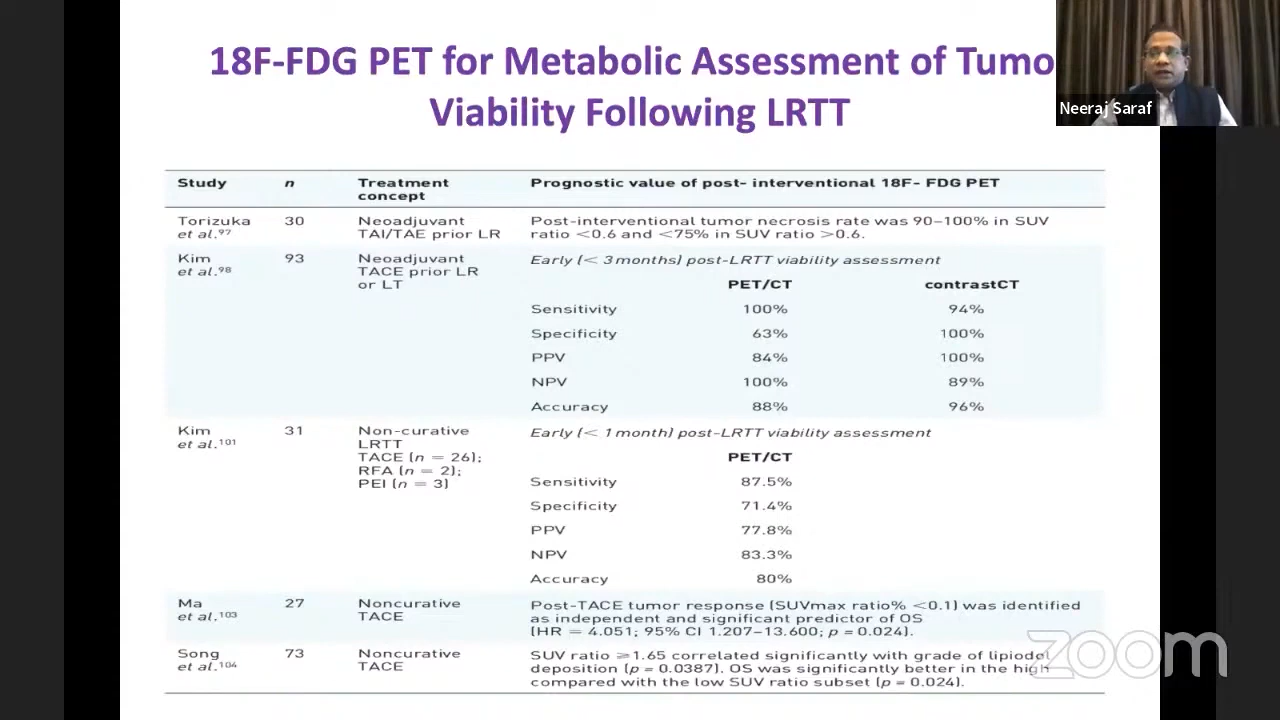 18F-FDG PET for Metabolic Assessment of Tumo
Viability Following LRTT
Neeraj Saraf
Study n Treatment concept Prognostic value of post- interventional 18F- FDG PET
Torizuka et al.97 30 Neoadjuvant TAI/TAE prior LR Post-interventional tumor necrosis rate was 90–100% in SUV
ratio <0.6 and <75% in SUV ratio >0.6.
Kim et al.98 93 Neoadjuvant TACE prior LR or LT Early (< 3 months) post-LRTT viability assessment
PET/CT contrastCT
Sensitivity 100% 94%
Specificity 63% 100%
PPV 84% 100%
NPV 100% 89%
Accuracy 88% 96%
Kim et al.101 31 Non-curative LRTT TACE (n = 26); RFA (n = 2); PEI (n = 3) Early (< 1 month) post-LRTT viability assessment
PET/CT
Sensitivity 87.5%
Specificity 71.4%
PPV 77.8%
NPV 83.3%
Accuracy 80%
Ma et al.103 27 Noncurative TACE Post-TACE tumor response (SUVmax ratio% <0.1) was identified
as independent and significant predictor of OS
(HR = 4.051; 95% CI 1.207–13.600; p = 0.024).
Song et al.104 73 Noncurative TACE SUV ratio ≥1.65 correlated significantly with grade of lipiodol
deposition (p = 0.0387). OS was significantly better in the high
compared with the low SUV ratio subset (p = 0.024).
zoom